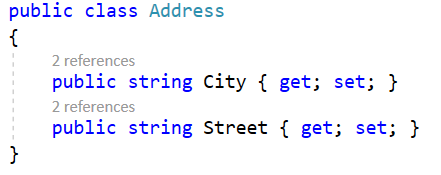 public class Address
{
2 references
public string City { get; set; }
2 references
public string Street { get; set; }
}